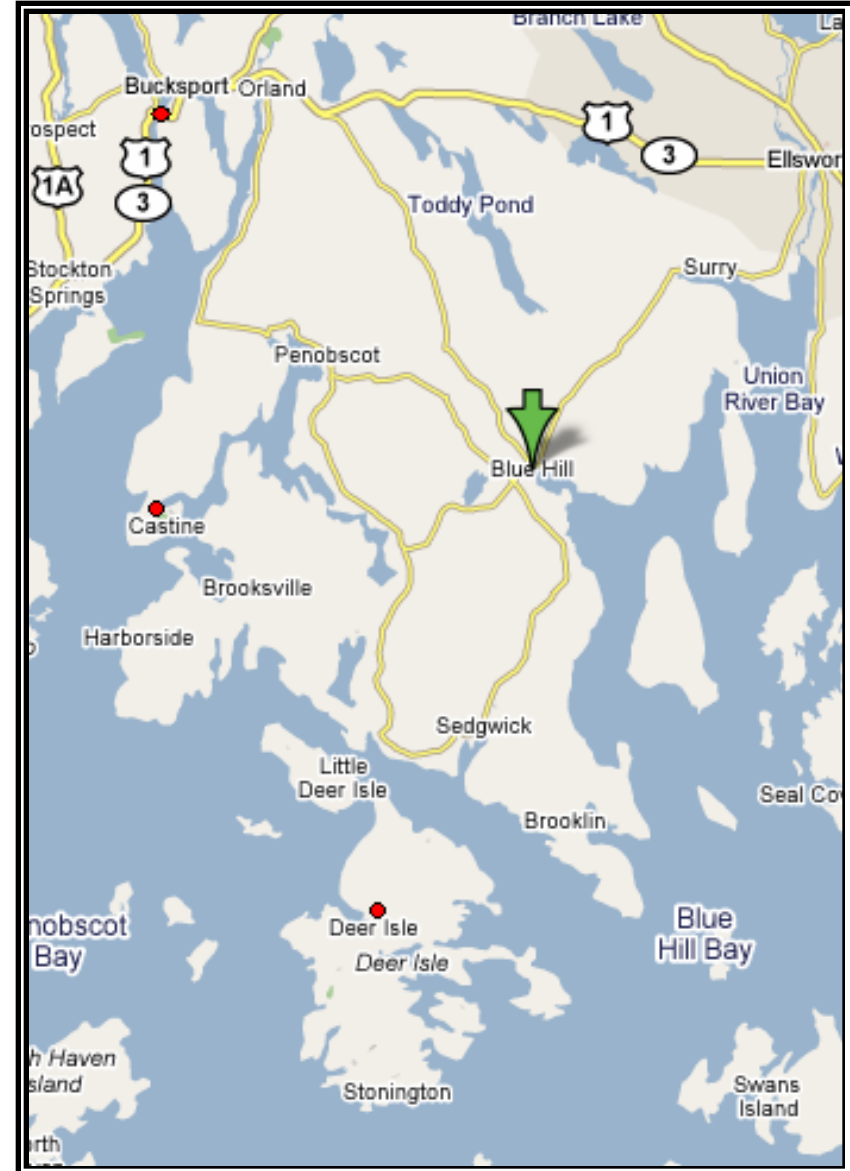 Branch Lake
La
Bucksport
Orland
ospect
1
1
3
Ellswor
1A
3
Toddy Pond
Stockton
Springs
Surry
Penobscot
Union
River Bay
Blue Hill
Castine
Brooksville
Harborside
Sedgwick
Little
Deer Isle
Seal Co
Brooklin
Deer Isle
nobscot
Bay
Blue
Hill Bay
Deer Isle
h Haven
sland
Stonington
Swans
Island
rth